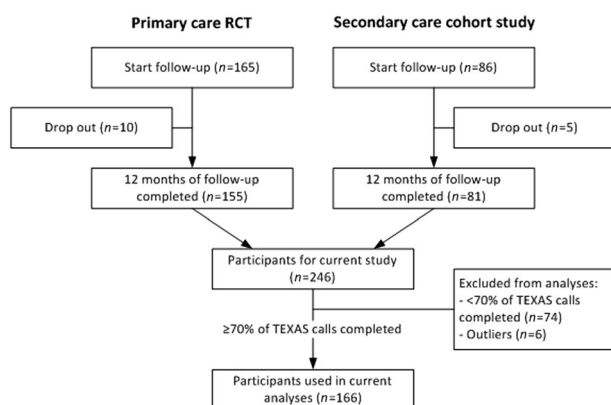 Primary care RCT
Secondary care cohort study
Start follow-up (n=165)
Start follow-up (n=86)
Drop out (n=10)
Drop out (n=5)
12 months of follow-up
completed (n=155)
12 months of follow-up
completed (n=81)
Participants for current study
(n=246)
Excluded from analyses:
- <70% of TEXAS calls
completed (n=74)
- Outliers (n=6)
≥70% of TEXAS calls completed
Participants used in current
analyses (n=166)